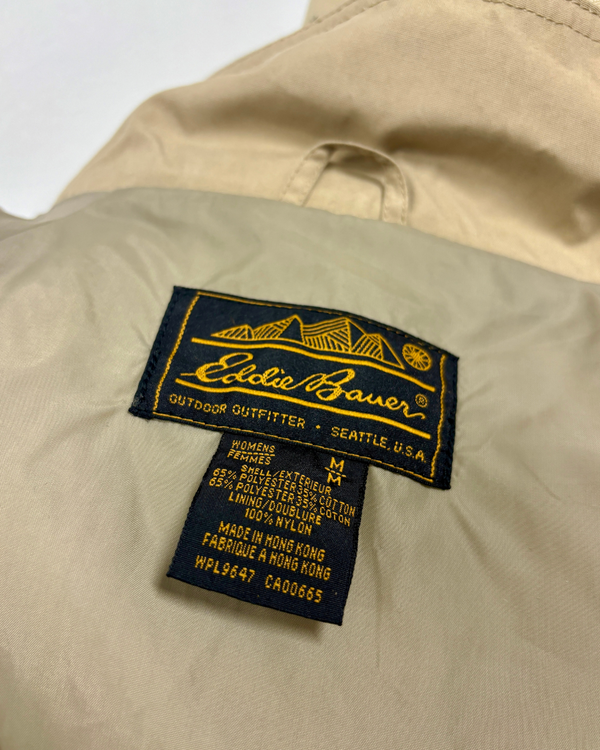 Eddie Bauer®
OUTDOOR OUTFITTER • SEATTLE, U.S.A.
WOMENS M
FEMMES M
SHELL/EXTERIEUR
65% POLYESTER 35% COTTON
65% POLYESTER 35% COTON
LINING/DOUBLURE
100% NYLON
MADE IN HONG KONG
FABRIQUE A HONG KONG
WPL9647 CA00665